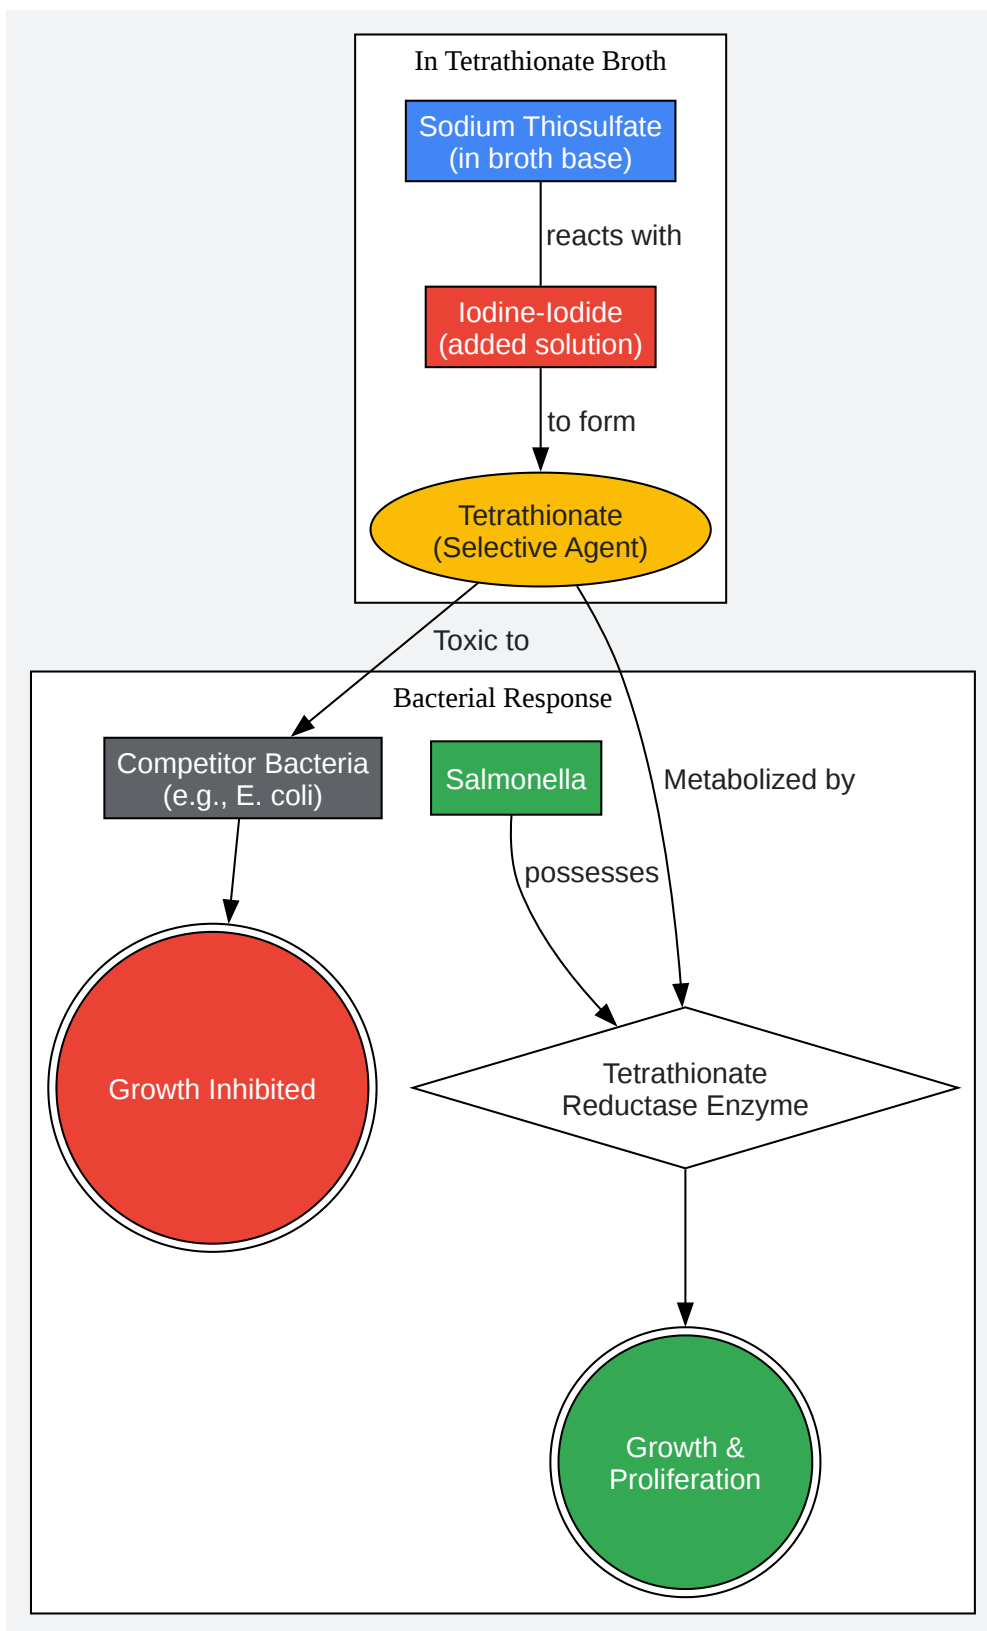 In Tetrathionate Broth
Sodium Thiosulfate
(in broth base)
reacts with
Iodine-Iodide
(added solution)
to form
Tetrathionate
(Selective Agent)
Toxic to
Bacterial Response
Competitor Bacteria
(e.g., E. coli)
Salmonella
Metabolized by
possesses
Growth Inhibited
Tetrathionate
Reductase Enzyme
Growth &
Proliferation